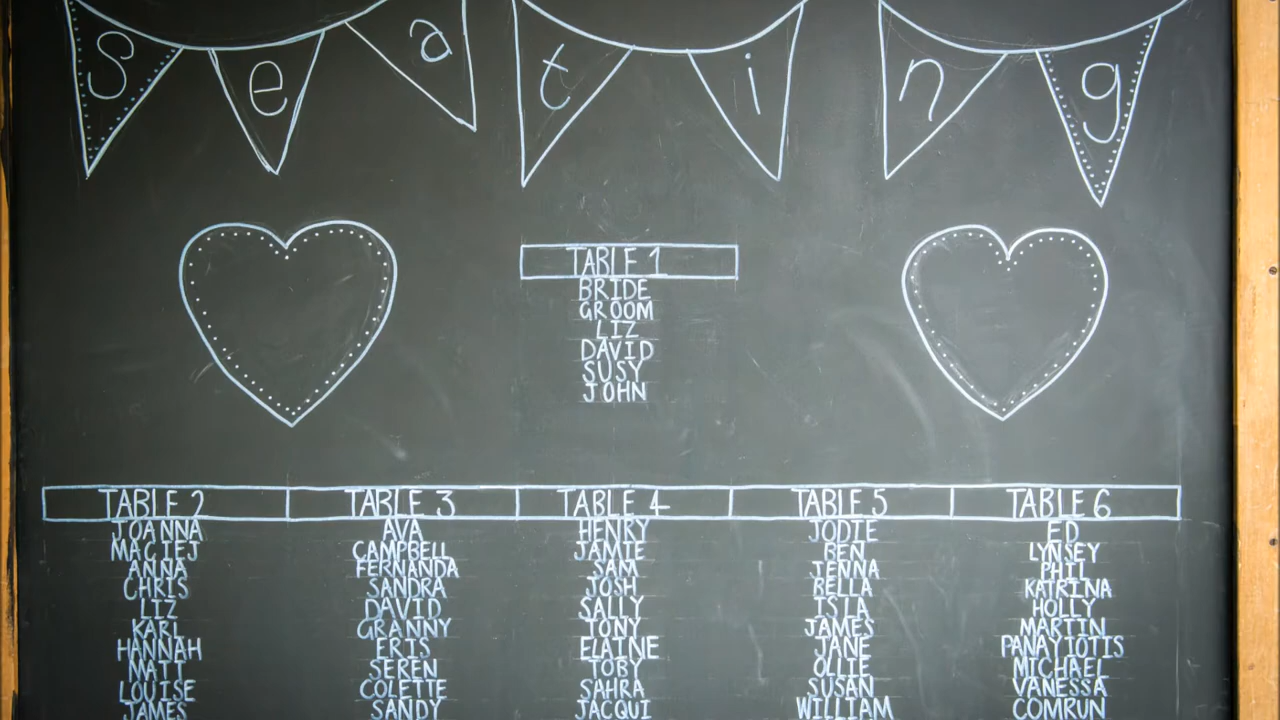 Seating
TABLE 1
BRIDE
GROOM
LIZ
DAVID
SUSY
JOHN
TABLE 2
JOANNA
MACIEJ
ANNA
CHRIS
LIZ
KARL
HANNAH
MATT
LOUISE
JAMES
TABLE 3
AVA
CAMPBELL
FERNANDA
SANDRA
DAVID
GRANNY
ERIS
SEREN
COLETTE
SANDY
TABLE 4
HENRY
JAMIE
SAM
JOSH
SALLY
TONY
ELAINE
TOBY
SAHRA
JACQUI
TABLE 5
JODIE
BEN
JENNA
BELLA
ISLA
JAMES
JANE
OLLIE
SUSAN
WILLIAM
TABLE 6
ED
LYNSEY
PHIL
KATRINA
HOLLY
MARTIN
PANAYIOTIS
MICHAEL
VANESSA
COMRUN